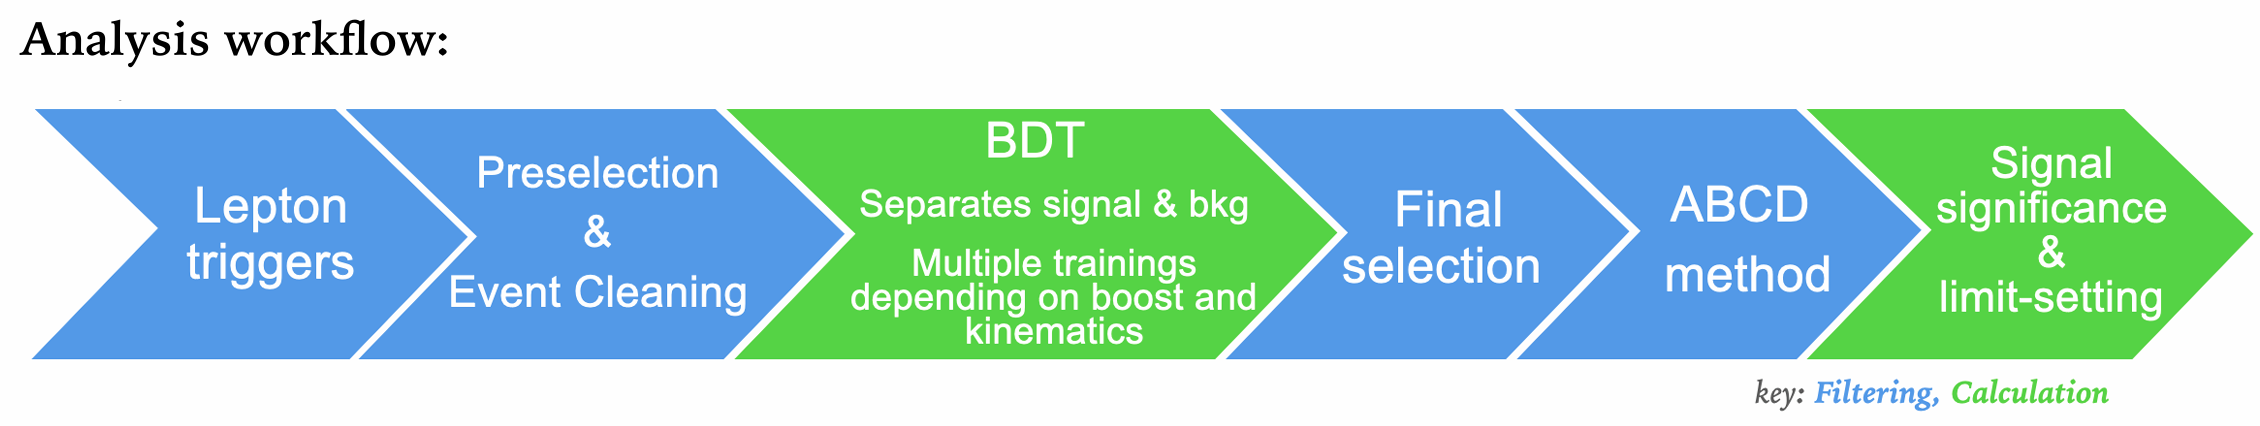 Analysis workflow:
Lepton
triggers
Preselection
&
Event Cleaning
BDT
Separates signal & bkg
Multiple trainings
depending on boost and
kinematics
Final
selection
ABCD
method
Signal
significance
&
limit-setting
key: Filtering, Calculation